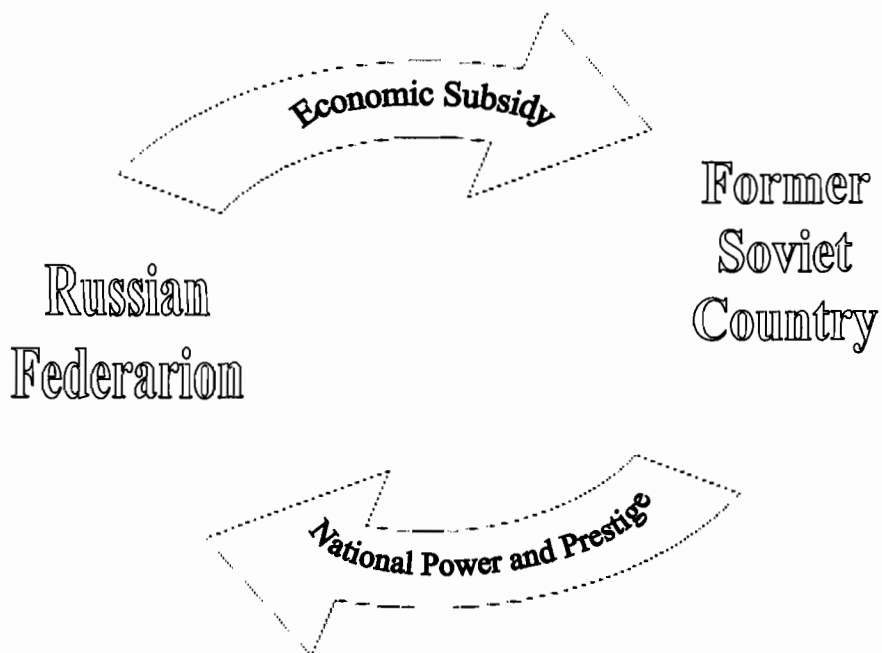 Economic Subsidy
Former
Soviet
Country
Russian
Federarion
National Power and Prestige